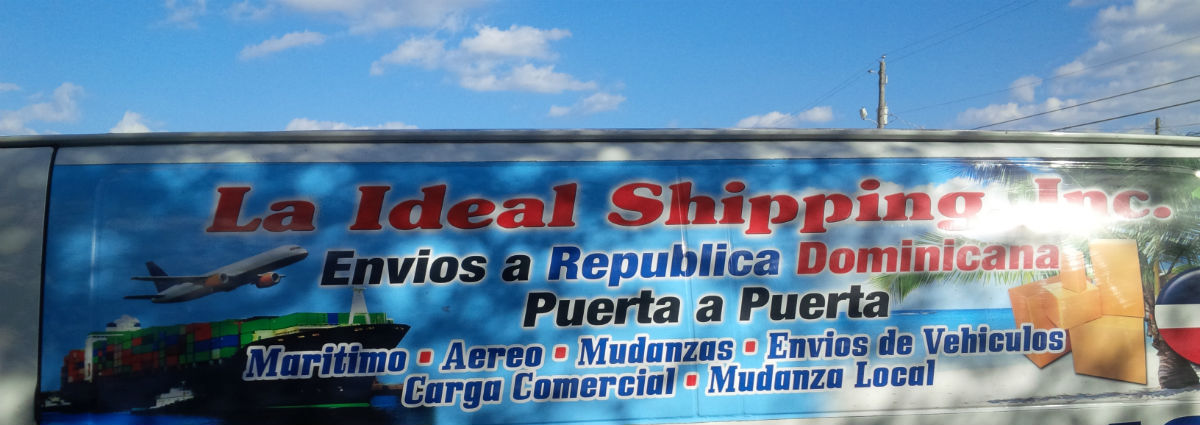 La Ideal Shipping, Inc.
Envios a Republica Dominicana
Puerta a Puerta
Maritimo • Aereo • Mudanzas • Envios de Vehiculos
Carga Comercial • Mudanza Local